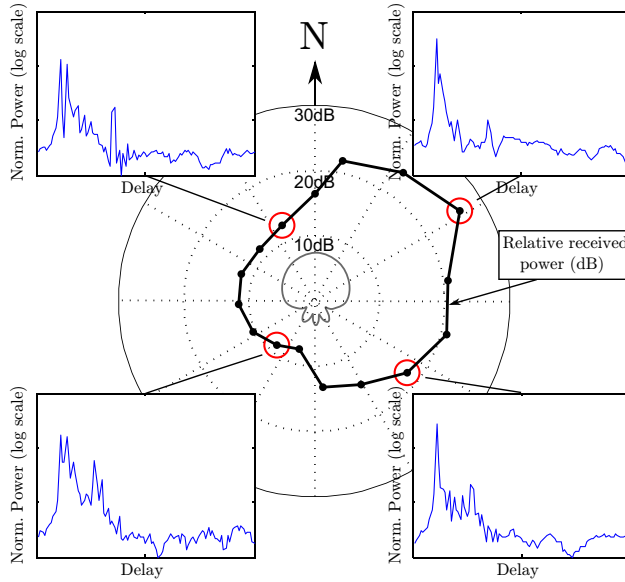 Norm. Power (log scale)
Delay
N
Norm. Power (log scale)
Delay
30dB
20dB
10dB
Relative received
power (dB)
Norm. Power (log scale)
Delay
Norm. Power (log scale)
Delay